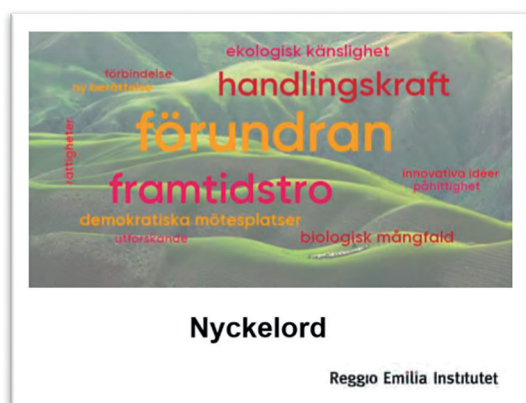 ekologisk känslighet
förbindelse
ny berättelse
handlingskraft
förundran
rättigheter
innovativa ideer
påhittighet
framtidstro
demokratiska mötesplatser
utforskande
biologisk mångfald
Nyckelord
Reggio Emilia Institutet